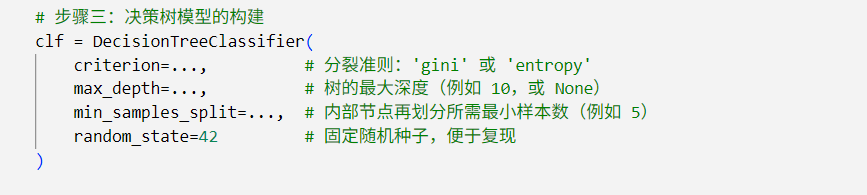 # 步骤三：决策树模型的构建
clf = DecisionTreeClassifier(
    criterion=...,          # 分裂准则：'gini' 或 'entropy'
    max_depth=...,          # 树的最大深度（例如 10，或 None）
    min_samples_split=...,  # 内部节点再划分所需最小样本数（例如 5）
    random_state=42         # 固定随机种子，便于复现
)